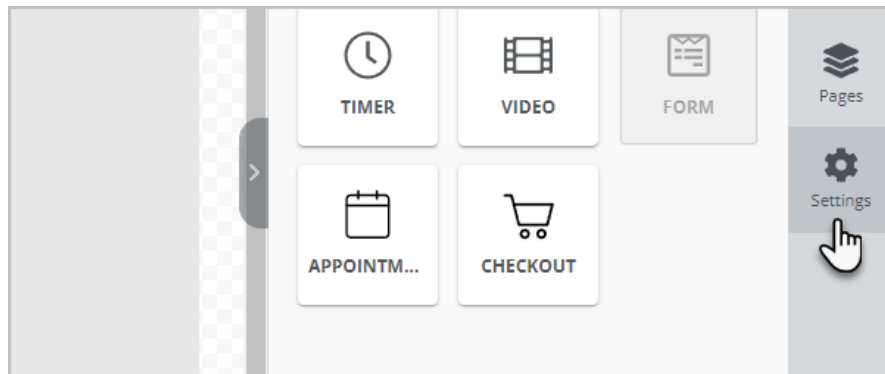 TIMER
VIDEO
FORM
Pages
Settings
APPOINTM...
CHECKOUT